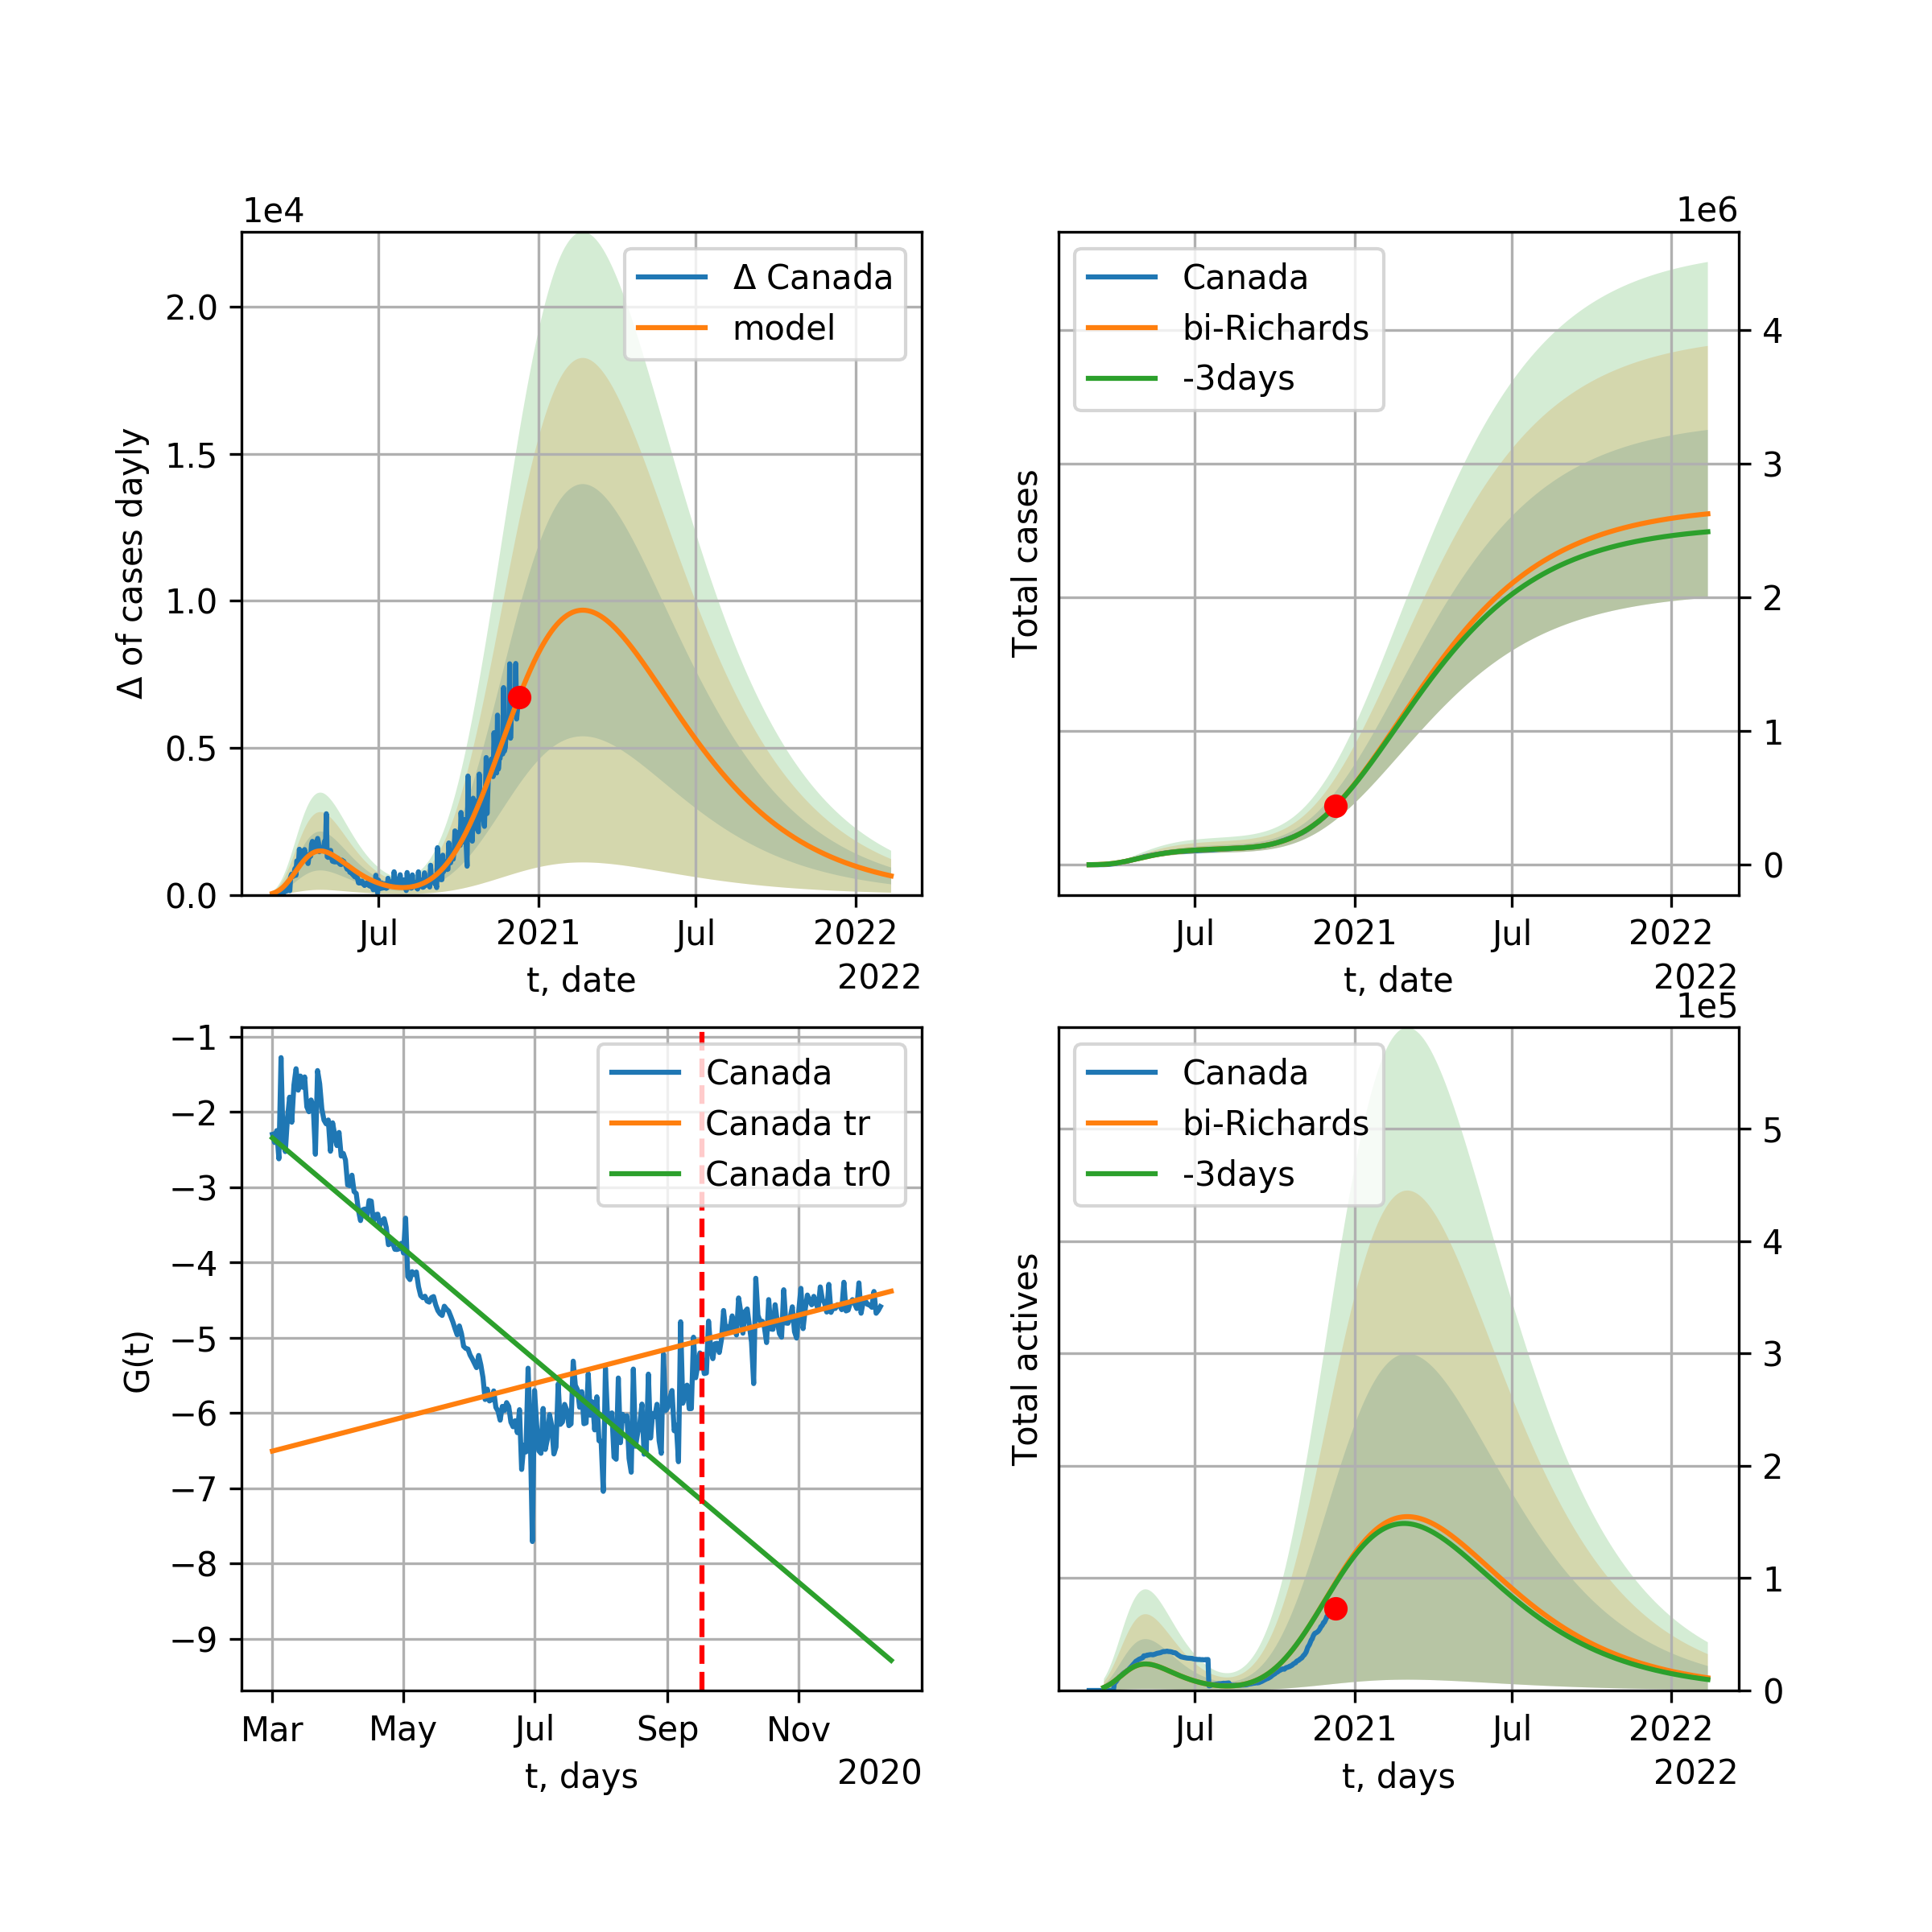 1e4
Δ Canada
model
2.0
1.5
1.0
0.5
0.0
Δ of cases dayly
Jul 2021 Jul 2022
t, date 2022
1e6
Canada
bi-Richards
-3days
4
3
2
1
0
Total cases
Jul 2021 Jul 2022
t, date 2022
−1
−2
−3
−4
−5
−6
−7
−8
−9
G(t)
Canada
Canada tr
Canada tr0
Mar May Jul Sep Nov
t, days 2020
1e5
Canada
bi-Richards
-3days
5
4
3
2
1
0
Total actives
Jul 2021 Jul 2022
t, days 2022